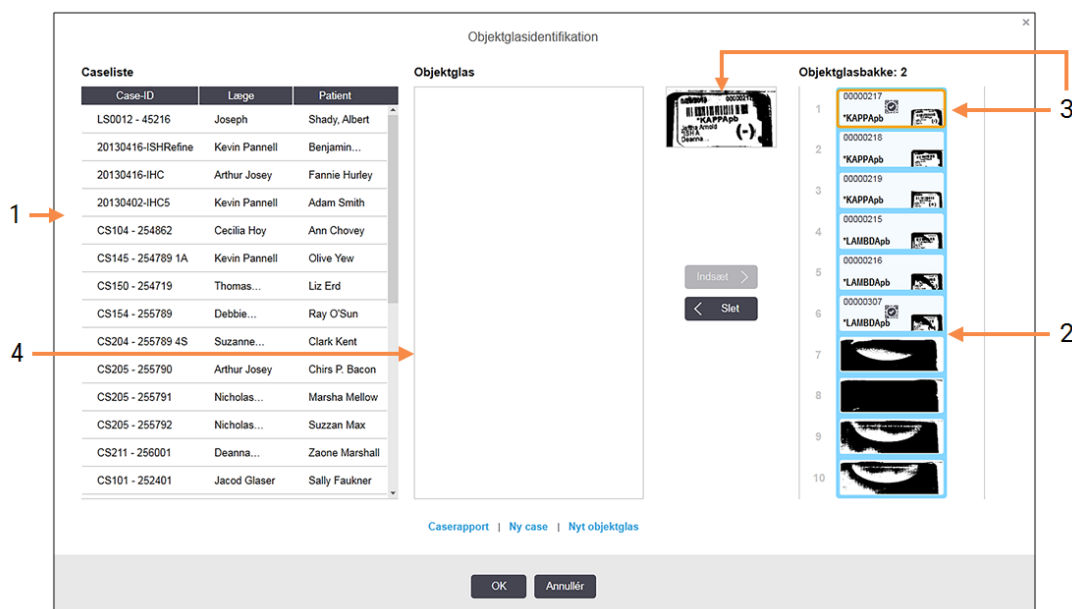 Objektglasidentifikation
Caseliste
Case-ID Læge Patient
LS0012 - 45216 Joseph Shady, Albert
20130416-ISHRefine Kevin Pannell Benjamin...
20130416-IHC Arthur Josey Fannie Hurley
20130402-IHC5 Kevin Pannell Adam Smith
CS104 - 254862 Cecilia Hoy Ann Chovey
CS145 - 254789 1A Kevin Pannell Olive Yew
CS150 - 254719 Thomas... Liz Erd
CS154 - 255789 Debbie... Ray O'Sun
CS204 - 255789 4S Suzanne... Clark Kent
CS205 - 255790 Arthur Josey Chirs P. Bacon
CS205 - 255791 Nicholas... Marsha Mellow
CS205 - 255792 Nicholas... Suzzan Max
CS211 - 256001 Deanna... Zaone Marshall
CS101 - 252401 Jacod Glaser Sally Faukner
Objektglas
*KAPPApb
Arnold
Deanna ...
(-)
Indsæt
Slet
Objektglasbakke: 2
1 00000217
*KAPPApb
2 00000218
*KAPPApb
3 00000219
*KAPPApb
4 00000215
*LAMBDApb
5 00000216
*LAMBDApb
6 00000307
*LAMBDApb
7
8
9
10
Caserapport | Ny case | Nyt objektglas
OK Annullér
1
4
3
2